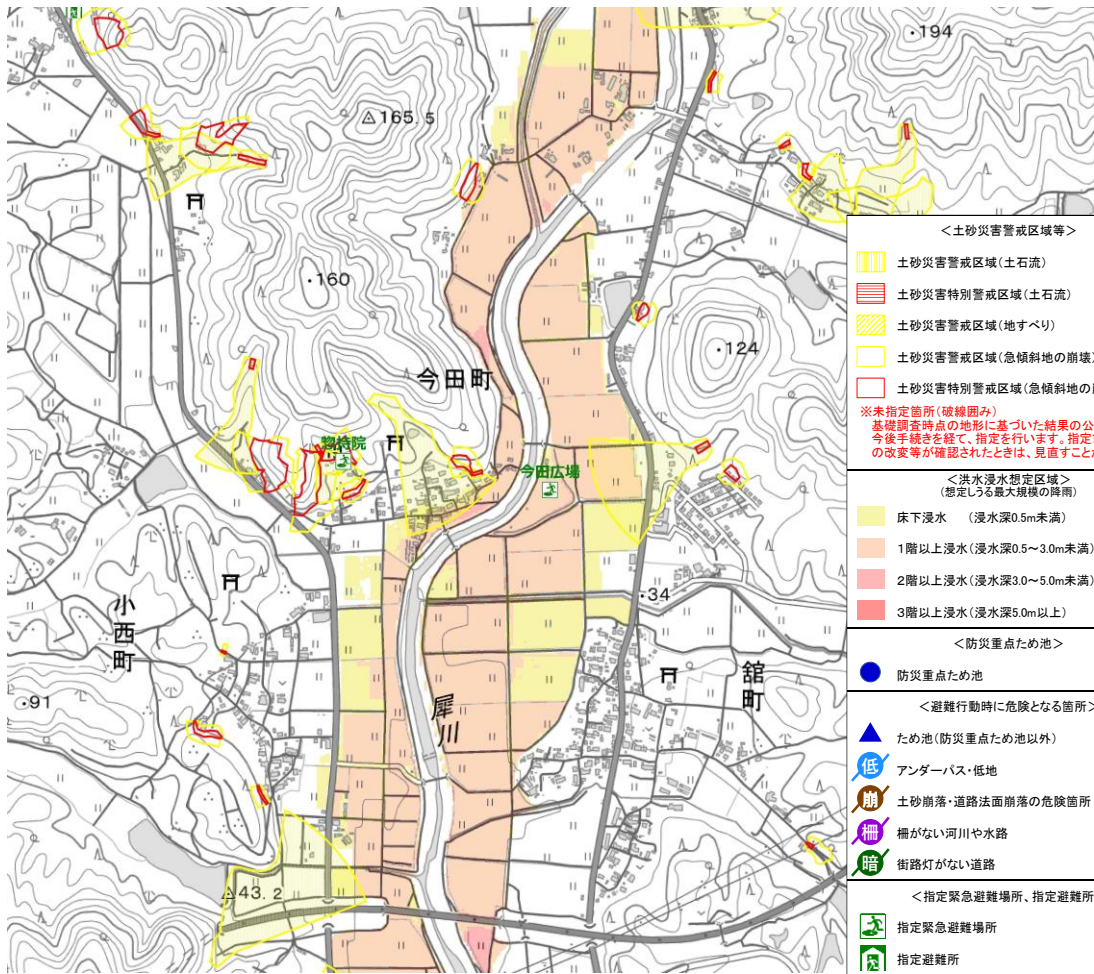 194
165.5
160
今田町
124
惣持院
今田広場
小西町
34
舘町
91
犀川
43.2
<土砂災害警戒区域等>
土砂災害警戒区域(土石流)
土砂災害特別警戒区域(土石流)
土砂災害警戒区域(地すべり)
土砂災害警戒区域(急傾斜地の崩壊)
土砂災害特別警戒区域(急傾斜地の崩
※未指定箇所(破線囲み)
基礎調査時点の地形に基づいた結果の公
今後手続きを経て、指定を行います。指定
の改変等が確認されたときは、見直すことが
<洪水浸水想定区域>
(想定しうる最大規模の降雨)
床下浸水 (浸水深0.5m未満)
1階以上浸水(浸水深0.5~3.0m未満)
2階以上浸水(浸水深3.0~5.0m未満)
3階以上浸水(浸水深5.0m以上)
<防災重点ため池>
防災重点ため池
<避難行動時に危険となる箇所>
ため池(防災重点ため池以外)
低 アンダーパス・低地
崩 土砂崩落・道路法面崩落の危険箇所
柵 柵がない河川や水路
暗 街路灯がない道路
<指定緊急避難場所、指定避難所
指定緊急避難場所
指定避難所